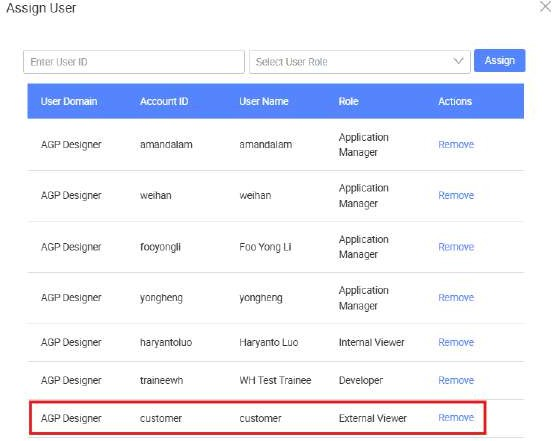 Assign User
Enter User ID Select User Role Assign
User Domain Account ID User Name Role Actions
AGP Designer amandalam amandalam Application Manager Remove
AGP Designer weihan weihan Application Manager Remove
AGP Designer fooyongli Foo Yong Li Application Manager Remove
AGP Designer yongheng yongheng Application Manager Remove
AGP Designer haryantoluo Haryanto Luo Internal Viewer Remove
AGP Designer traineewh WH Test Trainee Developer Remove
AGP Designer customer customer External Viewer Remove